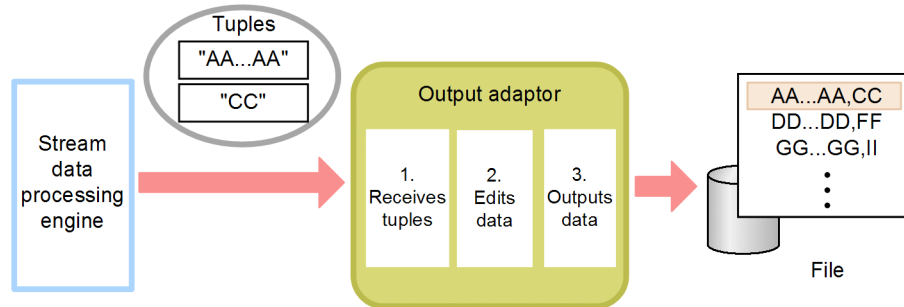 Tuples
"AA...AA"
"CC"
Stream
data
processing
engine
Output adaptor
1.
Receives
tuples
2.
Edits
data
3.
Outputs
data
AA...AA,CC
DD...DD,FF
GG...GG,II
File